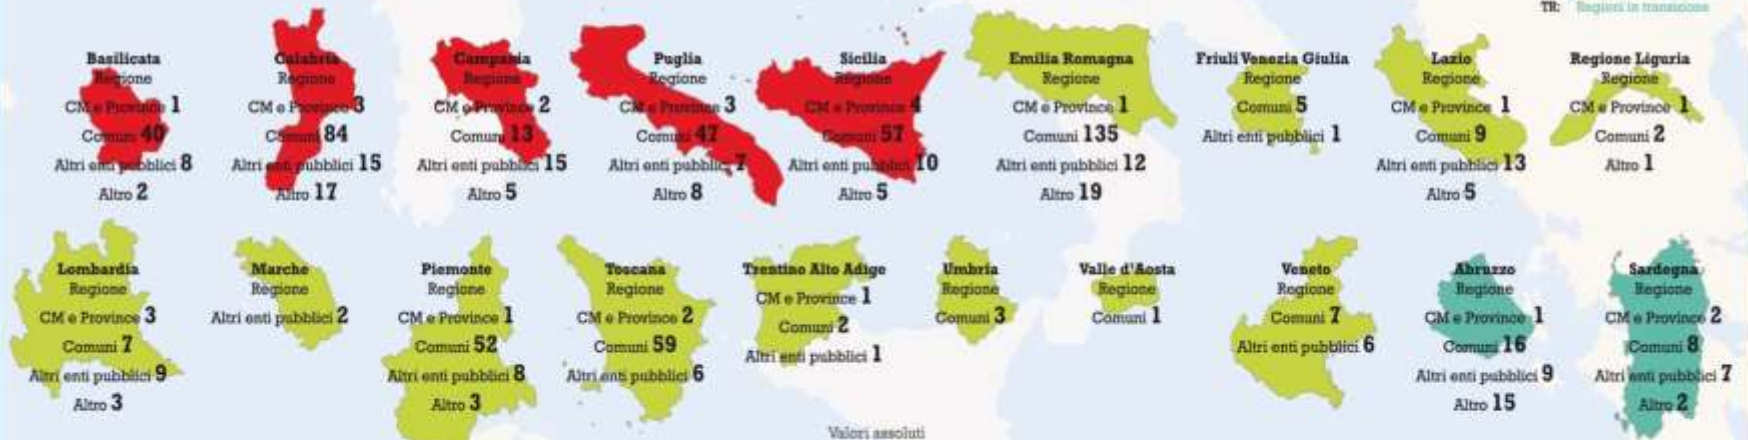 TR: Regioni in transizione
Basilicata
Regione
CM e Province 1
Comuni 40
Altri enti pubblici 8
Altro 2
Calabria
Regione
CM e Province 3
Comuni 84
Altri enti pubblici 15
Altro 17
Campania
Regione
CM e Province 2
Comuni 13
Altri enti pubblici 15
Altro 5
Puglia
Regione
CM e Province 3
Comuni 47
Altri enti pubblici 7
Altro 8
Sicilia
Regione
CM e Province 4
Comuni 57
Altri enti pubblici 10
Altro 5
Emilia Romagna
Regione
CM e Province 1
Comuni 135
Altri enti pubblici 12
Altro 19
Friuli Venezia Giulia
Regione
Comuni 5
Altri enti pubblici 1
Lazio
Regione
CM e Province 1
Comuni 9
Altri enti pubblici 13
Altro 5
Regione Liguria
Regione
CM e Province 1
Comuni 2
Altro 1
Lombardia
Regione
CM e Province 3
Comuni 7
Altri enti pubblici 9
Altro 3
Marche
Regione
Altri enti pubblici 2
Piemonte
Regione
CM e Province 1
Comuni 52
Altri enti pubblici 8
Altro 3
Toscana
Regione
CM e Province 2
Comuni 59
Altri enti pubblici 6
Trentino Alto Adige
CM e Province 1
Comuni 2
Altri enti pubblici 1
Umbria
Regione
Comuni 3
Valle d'Aosta
Regione
Comuni 1
Veneto
Regione
Comuni 7
Altri enti pubblici 6
Abruzzo
Regione
CM e Province 1
Comuni 16
Altri enti pubblici 9
Altro 15
Sardegna
Regione
CM e Province 2
Comuni 8
Altri enti pubblici 7
Altro 2
Valori assoluti